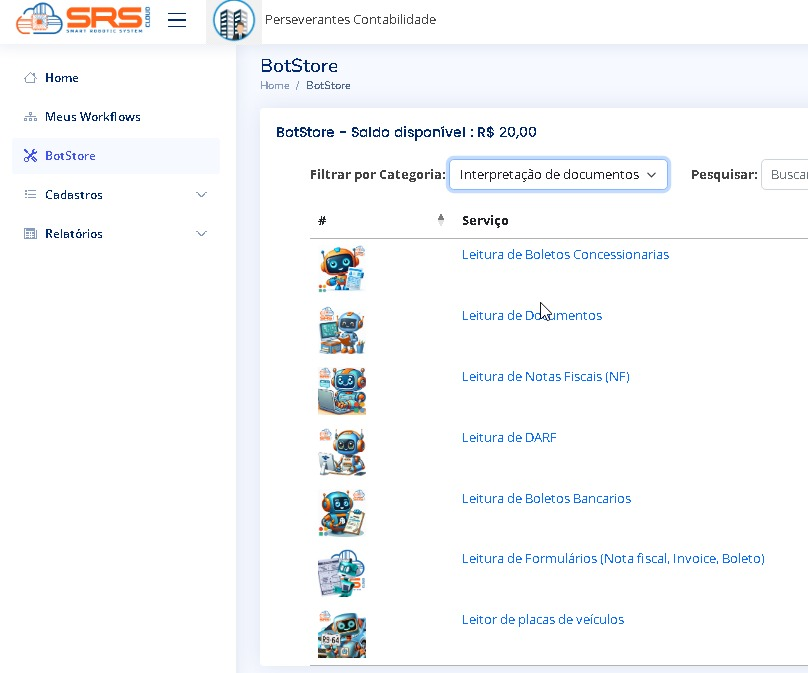 SRS CLOUD
SMART ROBOTIC SYSTEM
Perseverantes Contabilidade
Home
Meus Workflows
BotStore
Cadastros
Relatórios
BotStore
Home / BotStore
BotStore - Saldo disponível : R$ 20,00
Filtrar por Categoria: Interpretação de documentos Pesquisar: Buscar
# Serviço
Leitura de Boletos Concessionarias
Leitura de Documentos
Leitura de Notas Fiscais (NF)
Leitura de DARF
Leitura de Boletos Bancarios
Leitura de Formulários (Nota fiscal, Invoice, Boleto)
Leitor de placas de veículos